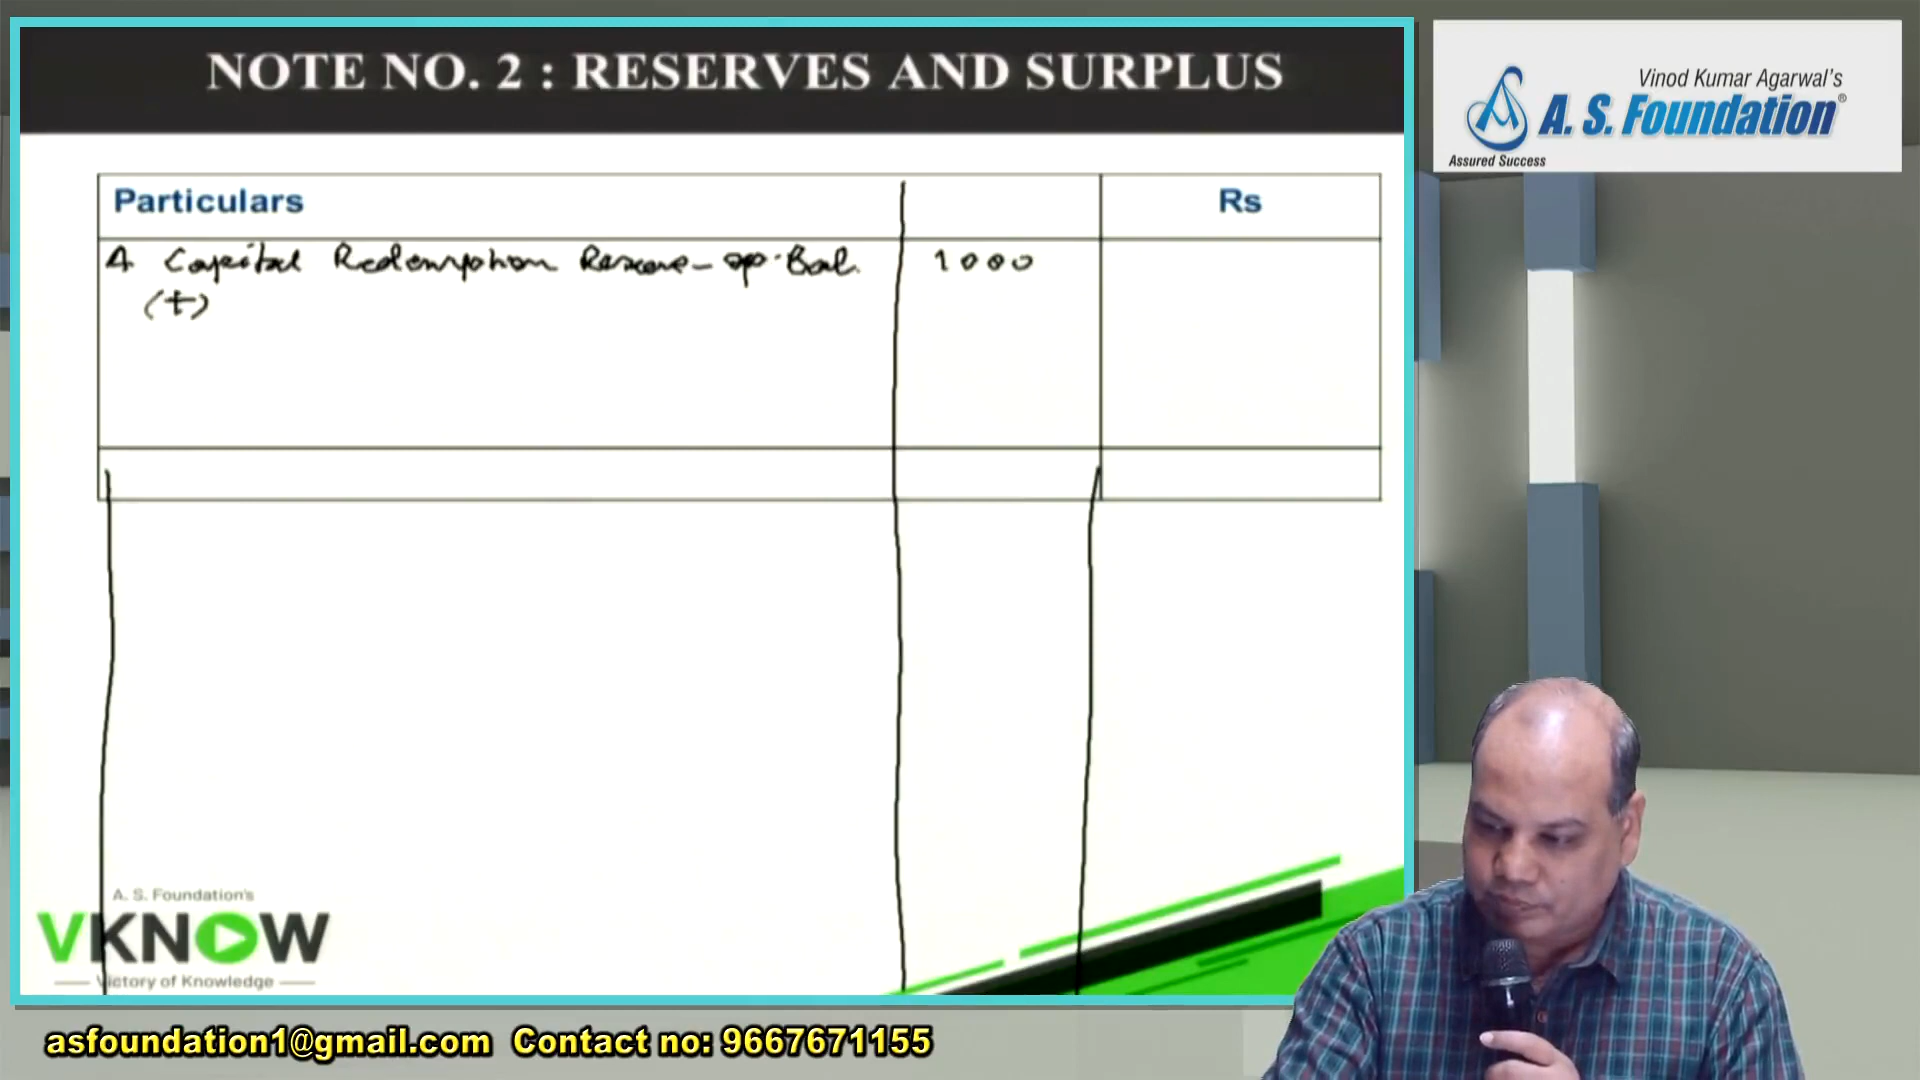 NOTE NO. 2 : RESERVES AND SURPLUS
Vinod Kumar Agarwal's
A. S. Foundation®
Assured Success
Particulars Rs
A. Capital Redemption Reserve - op. Bal. 1000
(+)
A. S. Foundation's
VKNOW
Victory of Knowledge
asfoundation1@gmail.com Contact no: 9667671155